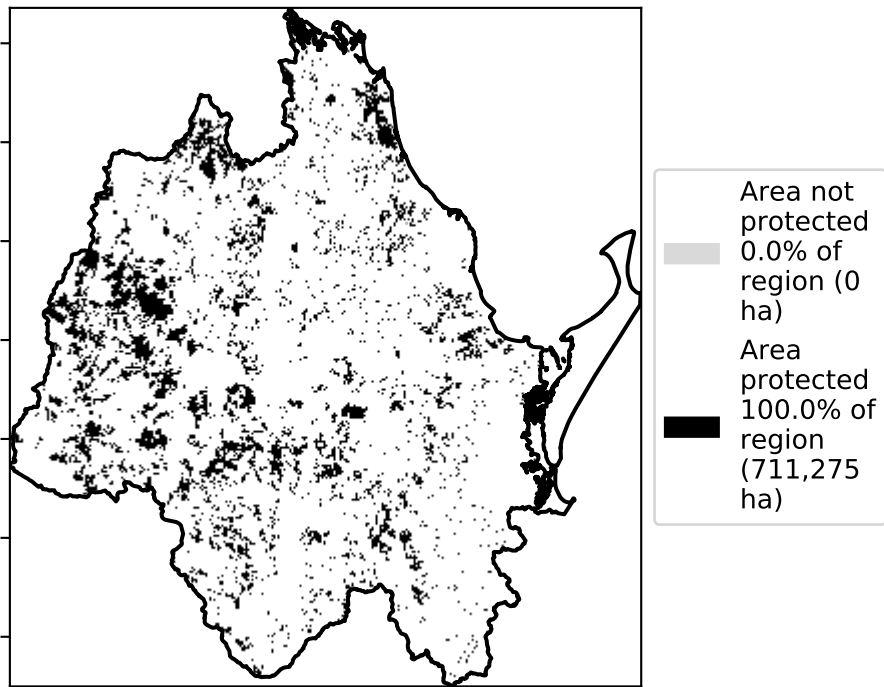 Area not
protected
0.0% of
region (0
ha)
Area
protected
100.0% of
region
(711,275
ha)